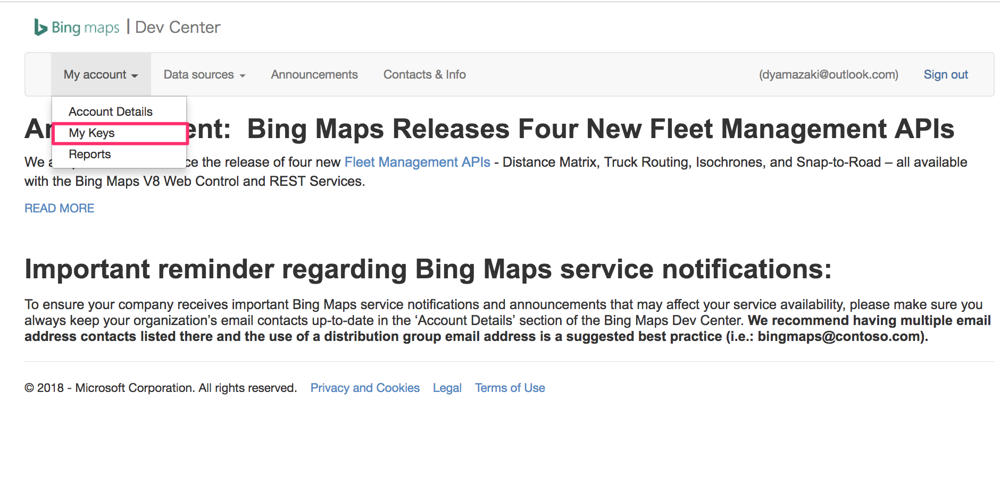 Bing maps | Dev Center
My account Data sources Announcements Contacts & Info (dyamazaki@outlook.com) Sign out
Account Details
My Keys
Reports
Bing Maps Releases Four New Fleet Management APIs
We the release of four new Fleet Management APIs - Distance Matrix, Truck Routing, Isochrones, and Snap-to-Road – all available
with the Bing Maps V8 Web Control and REST Services.
READ MORE
Important reminder regarding Bing Maps service notifications:
To ensure your company receives important Bing Maps service notifications and announcements that may affect your service availability, please make sure you
always keep your organization’s email contacts up-to-date in the ‘Account Details’ section of the Bing Maps Dev Center. We recommend having multiple email
address contacts listed there and the use of a distribution group email address is a suggested best practice (i.e.: bingmaps@contoso.com).
© 2018 - Microsoft Corporation. All rights reserved. Privacy and Cookies Legal Terms of Use